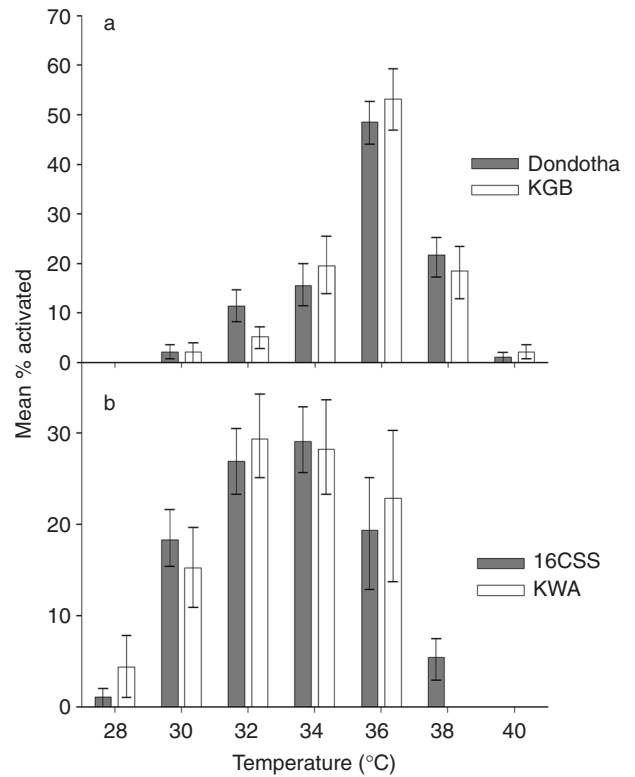 a
70
60
50
40
30
20
10
0
Dondotha
KGB
Mean % activated
b
30
20
10
0
16CSS
KWA
28 30 32 34 36 38 40
Temperature (°C)